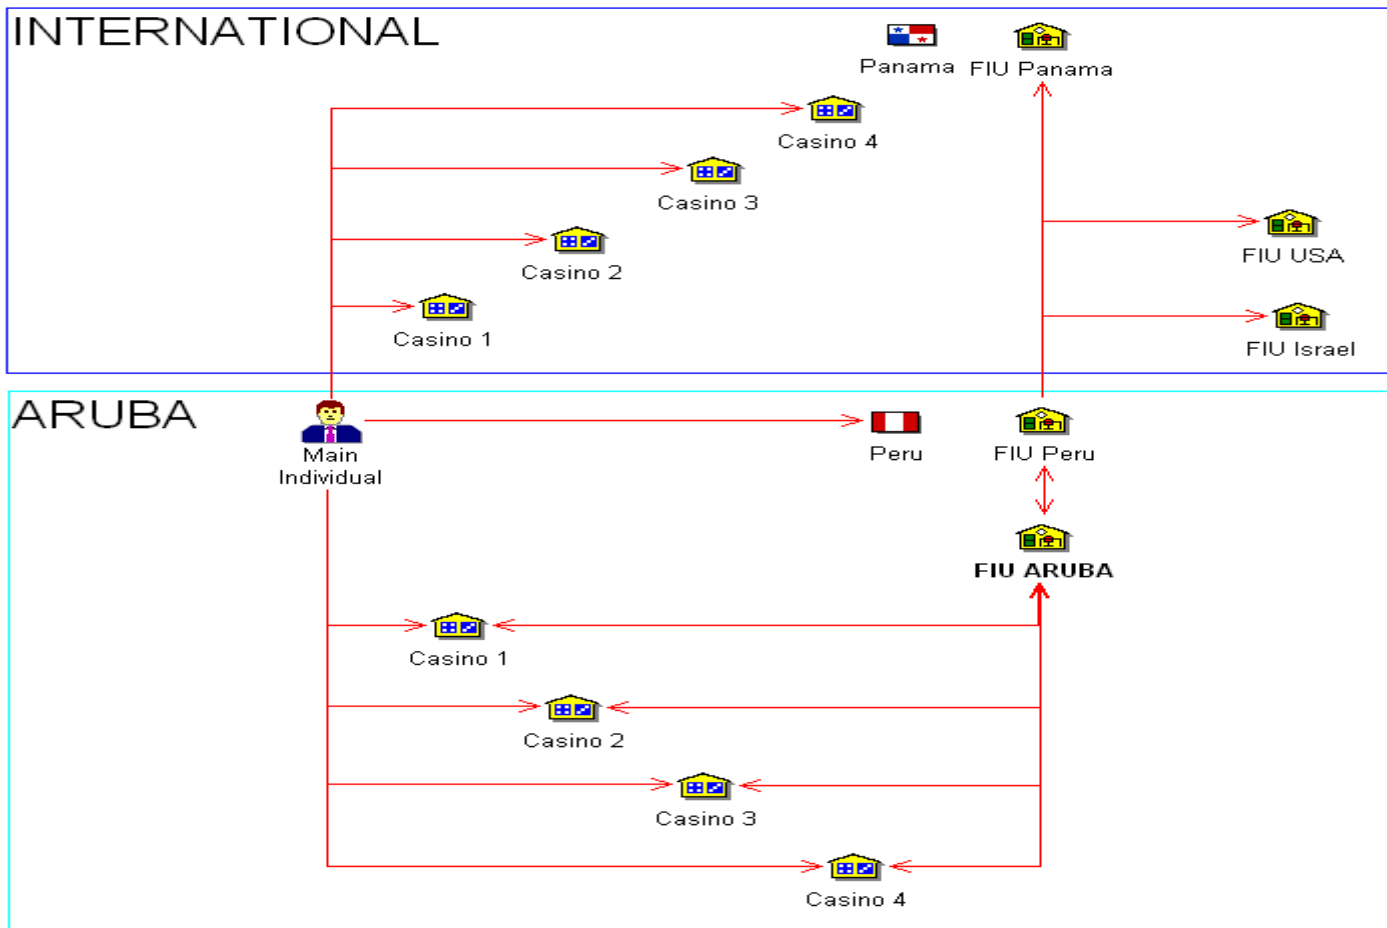 INTERNATIONAL
Panama
FIU Panama
Casino 4
Casino 3
FIU USA
Casino 2
Casino 1
FIU Israel
ARUBA
Main
Individual
Peru
FIU Peru
FIU ARUBA
Casino 1
Casino 2
Casino 3
Casino 4